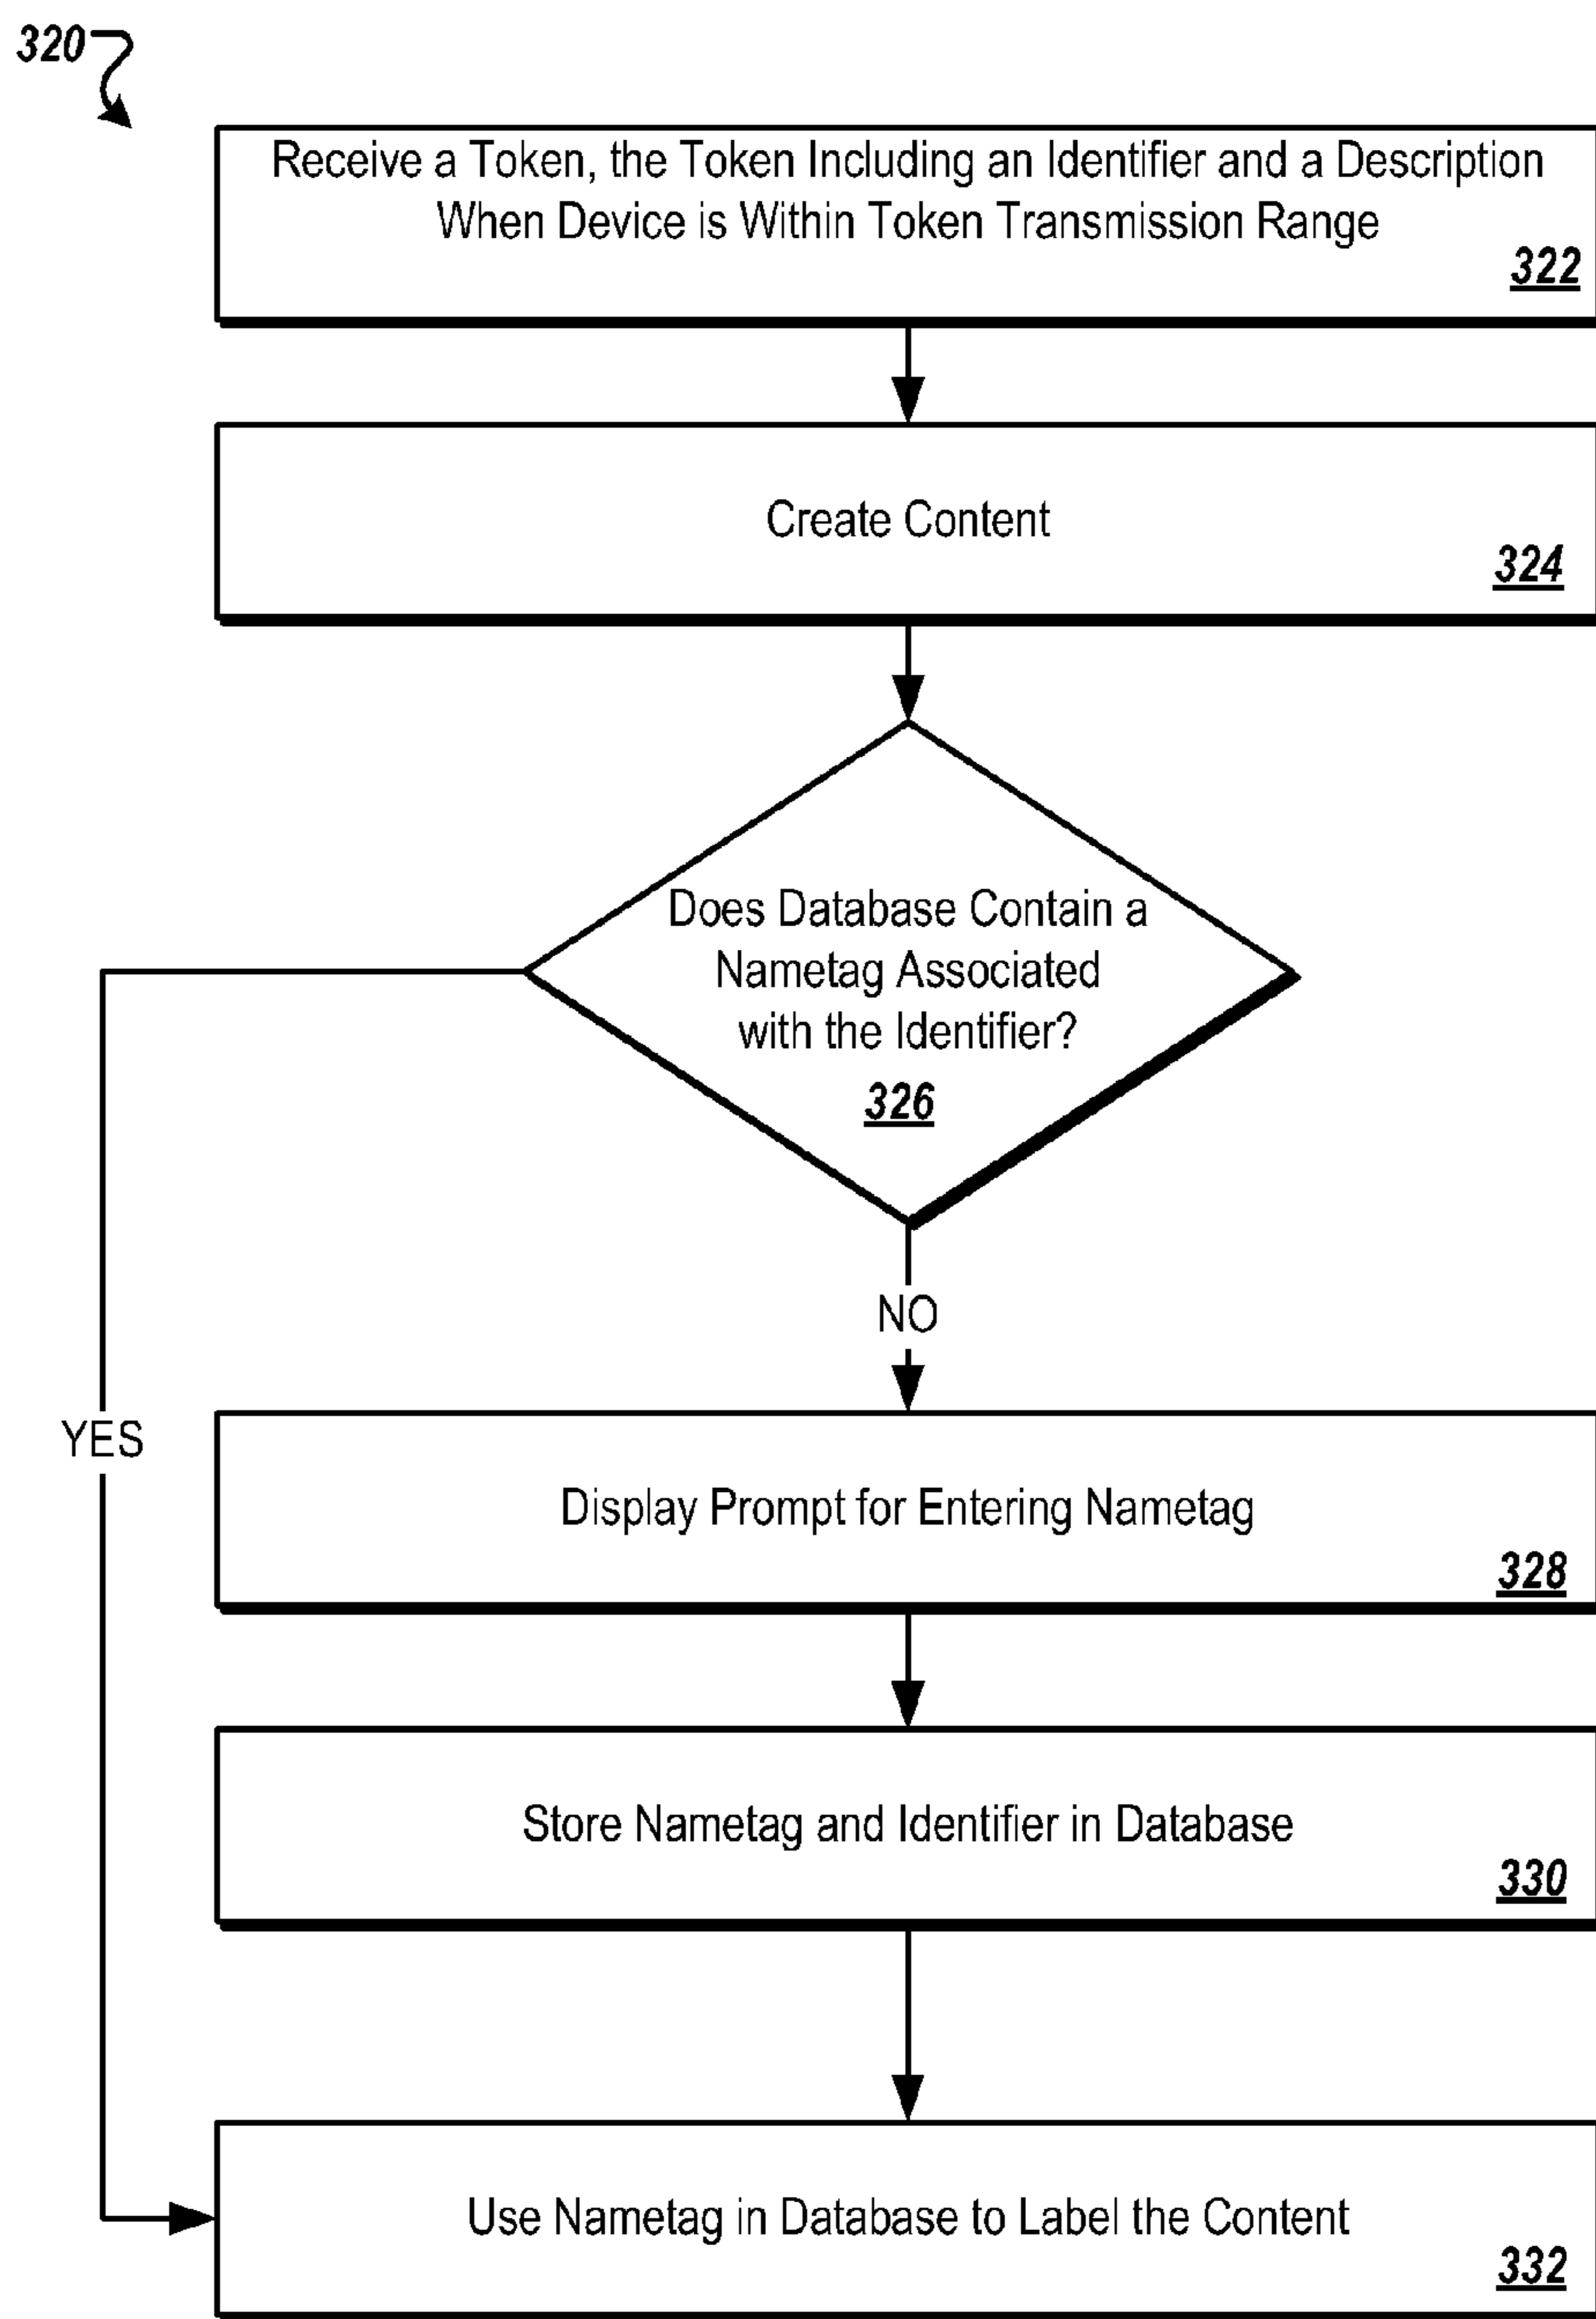 320
Receive a Token, the Token Including an Identifier and a Description
When Device is Within Token Transmission Range
322
Create Content
324
Does Database Contain a
Nametag Associated
with the Identifier?
326
NO
YES
Display Prompt for Entering Nametag
328
Store Nametag and Identifier in Database
330
Use Nametag in Database to Label the Content
332